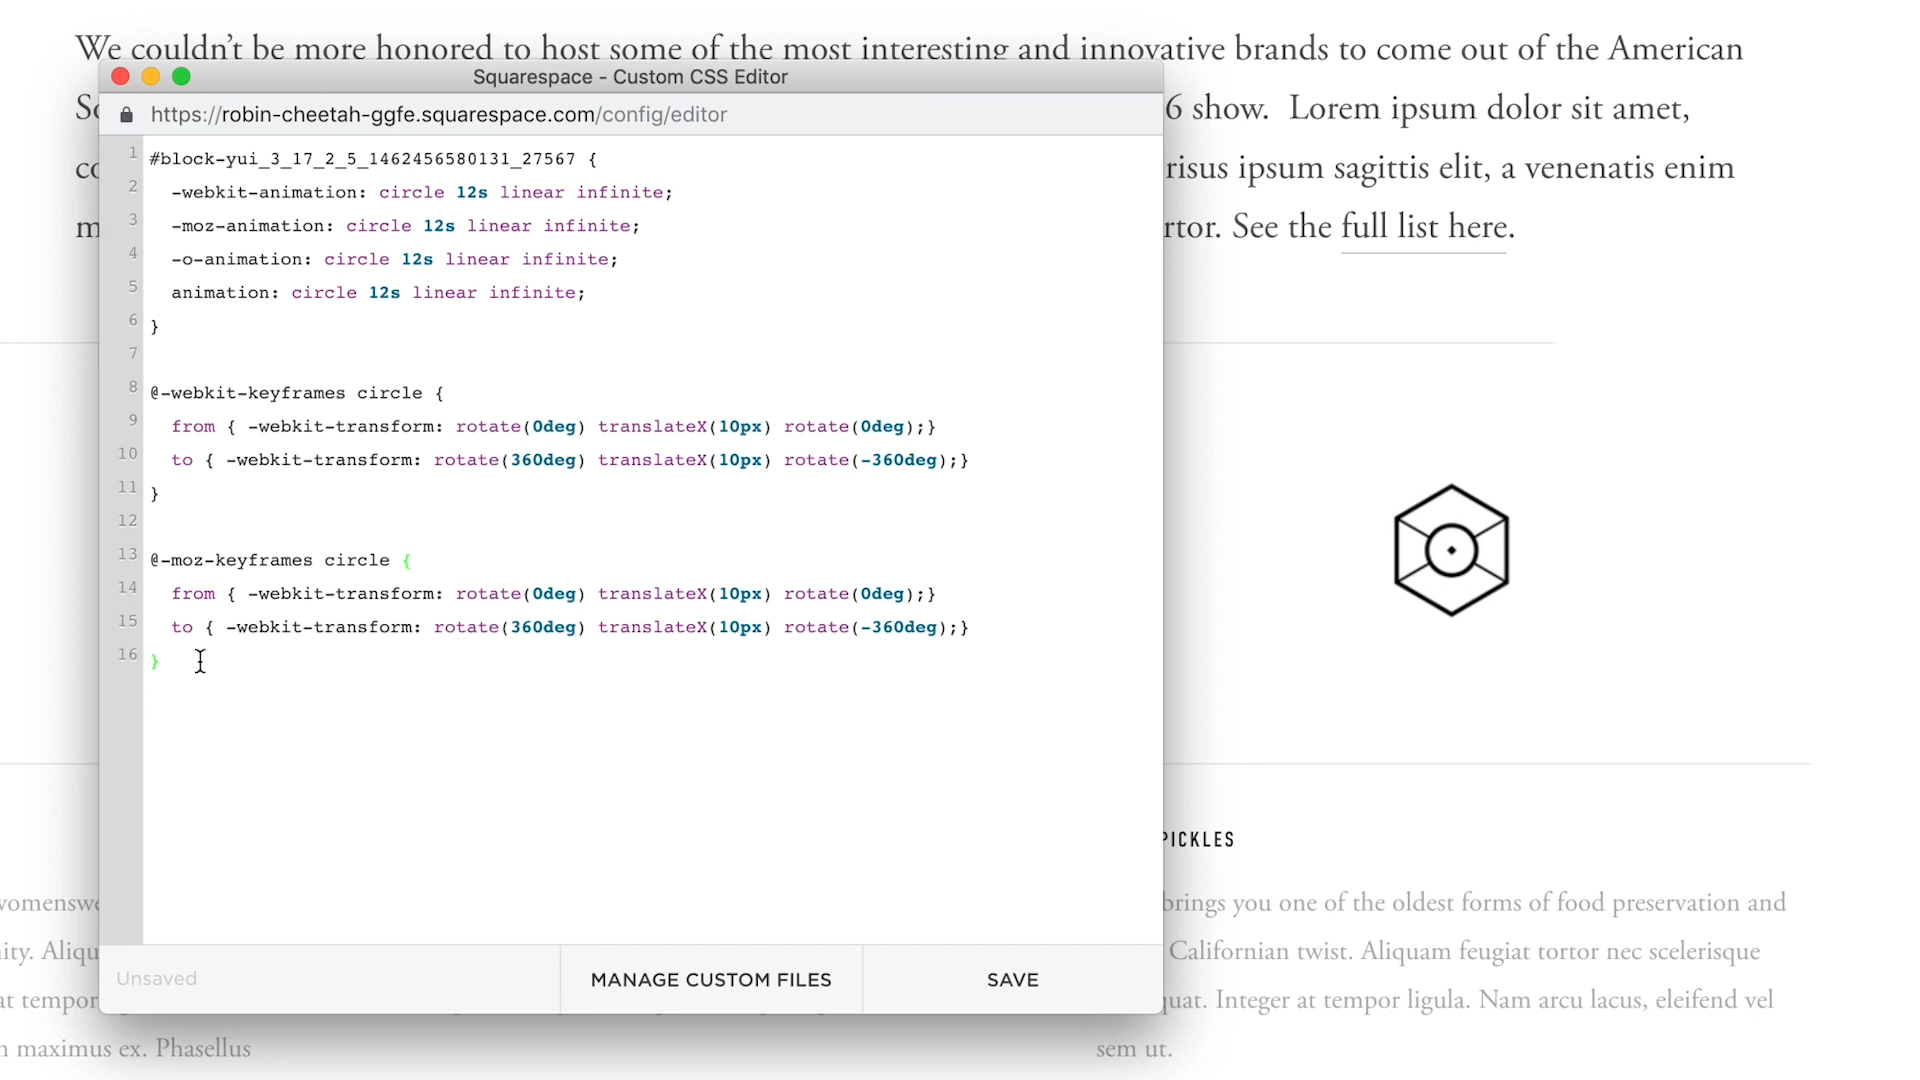 We couldn't be more honored to host some of the most interesting and innovative brands to come out of the American
Squarespace - Custom CSS Editor
https://robin-cheetah-ggfe.squarespace.com/config/editor
6 show. Lorem ipsum dolor sit amet,
risus ipsum sagittis elit, a venenatis enim
rtor. See the full list here.
1 #block-yui_3_17_2_5_1462456580131_27567 {
2 -webkit-animation: circle 12s linear infinite;
3 -moz-animation: circle 12s linear infinite;
4 -o-animation: circle 12s linear infinite;
5 animation: circle 12s linear infinite;
6 }
7
8 @-webkit-keyframes circle {
9 from { -webkit-transform: rotate(0deg) translateX(10px) rotate(0deg);}
10 to { -webkit-transform: rotate(360deg) translateX(10px) rotate(-360deg);}
11 }
12
13 @-moz-keyframes circle {
14 from { -webkit-transform: rotate(0deg) translateX(10px) rotate(0deg);}
15 to { -webkit-transform: rotate(360deg) translateX(10px) rotate(-360deg);}
16 }
Unsaved
MANAGE CUSTOM FILES
SAVE
PICKLES
womenswe
ity. Aliqu
at tempor
n maximus ex. Phasellus
brings you one of the oldest forms of food preservation and
Californian twist. Aliquam feugiat tortor nec scelerisque
quat. Integer at tempor ligula. Nam arcu lacus, eleifend vel
sem ut.